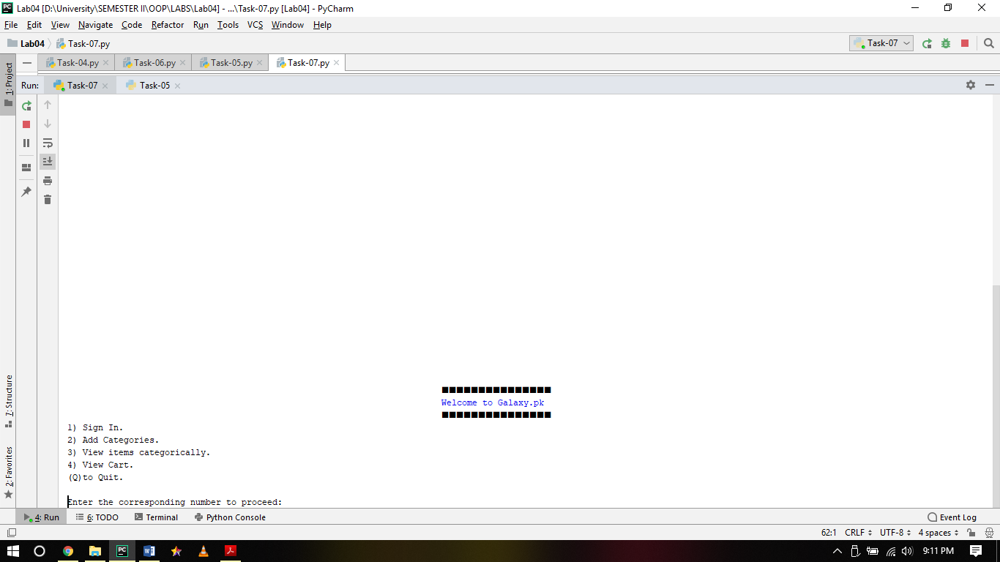 PC Lab04 [D:\University\SEMESTER II\OOP\LABS\Lab04] - ...\Task-07.py [Lab04] - PyCharm
File Edit View Navigate Code Refactor Run Tools VCS Window Help
Lab04 Task-07.py Task-07
Task-04.py Task-06.py Task-05.py Task-07.py
1: Project
Run: Task-07 Task-05
■■■■■■■■■■■■■■■
Welcome to Galaxy.pk
■■■■■■■■■■■■■■■
1) Sign In.
2) Add Categories.
3) View items categorically.
4) View Cart.
(Q)to Quit.
Enter the corresponding number to proceed:
7: Structure
2: Favorites
4: Run 6: TODO Terminal Python Console Event Log
62:1 CRLF UTF-8 4 spaces
PC W 9:11 PM